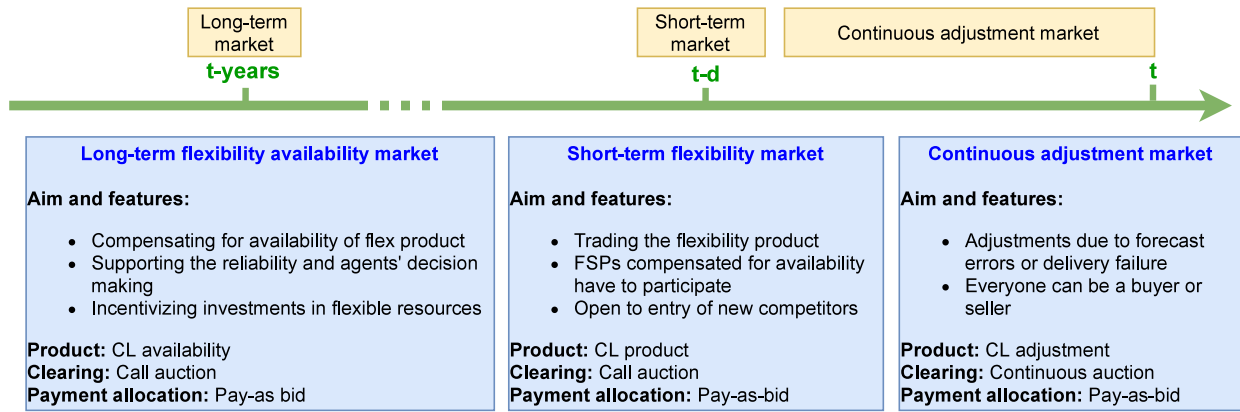 Long-term
market
Short-term
market
Continuous adjustment market
t-years
t-d
t
Long-term flexibility availability market
Aim and features:
• Compensating for availability of flex product
• Supporting the reliability and agents' decision
making
• Incentivizing investments in flexible resources
Product: CL availability
Clearing: Call auction
Payment allocation: Pay-as bid
Short-term flexibility market
Aim and features:
• Trading the flexibility product
• FSPs compensated for availability
have to participate
• Open to entry of new competitors
Product: CL product
Clearing: Call auction
Payment allocation: Pay-as-bid
Continuous adjustment market
Aim and features:
• Adjustments due to forecast
errors or delivery failure
• Everyone can be a buyer or
seller
Product: CL adjustment
Clearing: Continuous auction
Payment allocation: Pay-as-bid